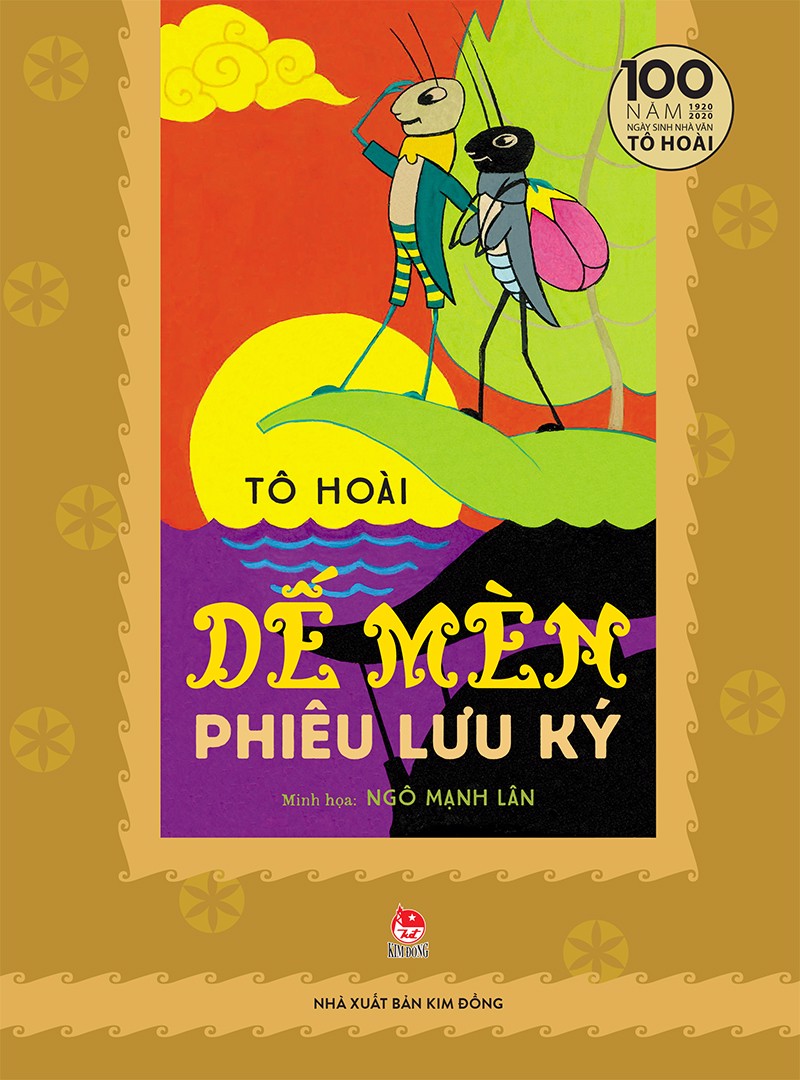 100
NĂM 1920 2020
NGÀY SINH NHÀ VĂN
TÔ HOÀI
TÔ HOÀI
DẾ MÈN
PHIÊU LƯU KÝ
Minh họa: NGÔ MẠNH LÂN
kđ
KIM ĐỒNG
NHÀ XUẤT BẢN KIM ĐỒNG